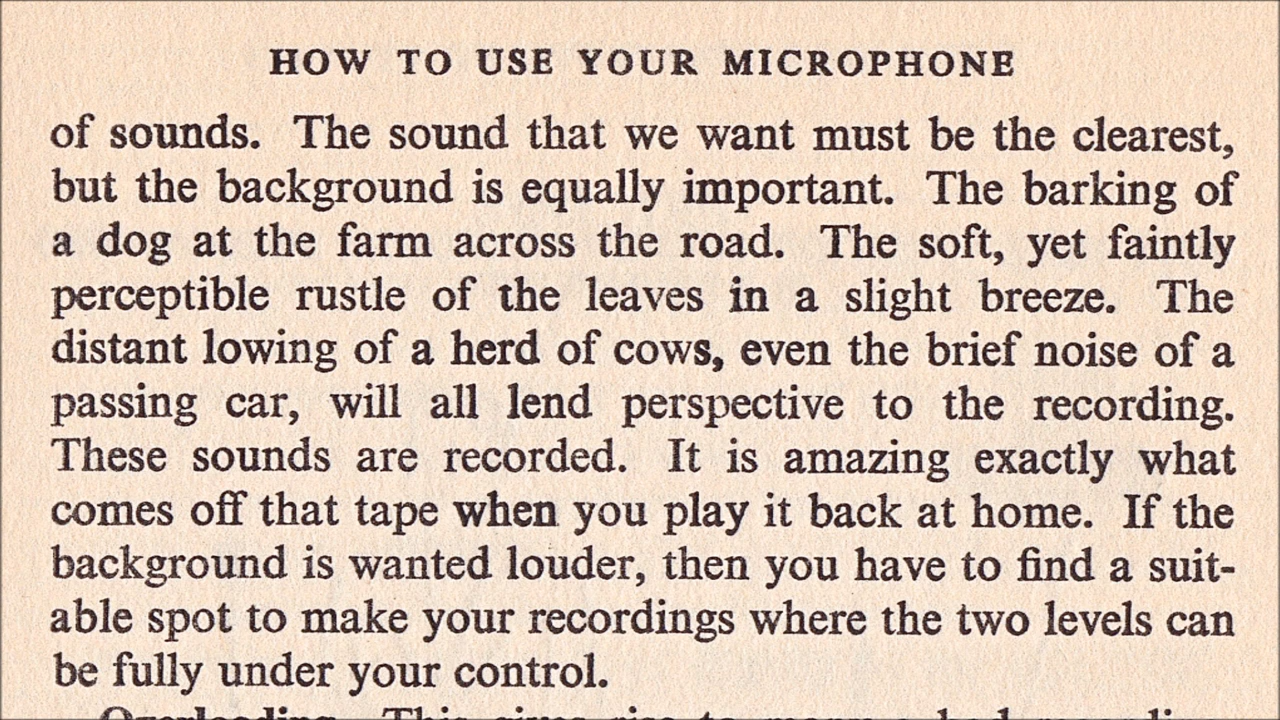 HOW TO USE YOUR MICROPHONE
of sounds. The sound that we want must be the clearest,
but the background is equally important. The barking of
a dog at the farm across the road. The soft, yet faintly
perceptible rustle of the leaves in a slight breeze. The
distant lowing of a herd of cows, even the brief noise of a
passing car, will all lend perspective to the recording.
These sounds are recorded. It is amazing exactly what
comes off that tape when you play it back at home. If the
background is wanted louder, then you have to find a suit-
able spot to make your recordings where the two levels can
be fully under your control.
Overloading. This gives rise to